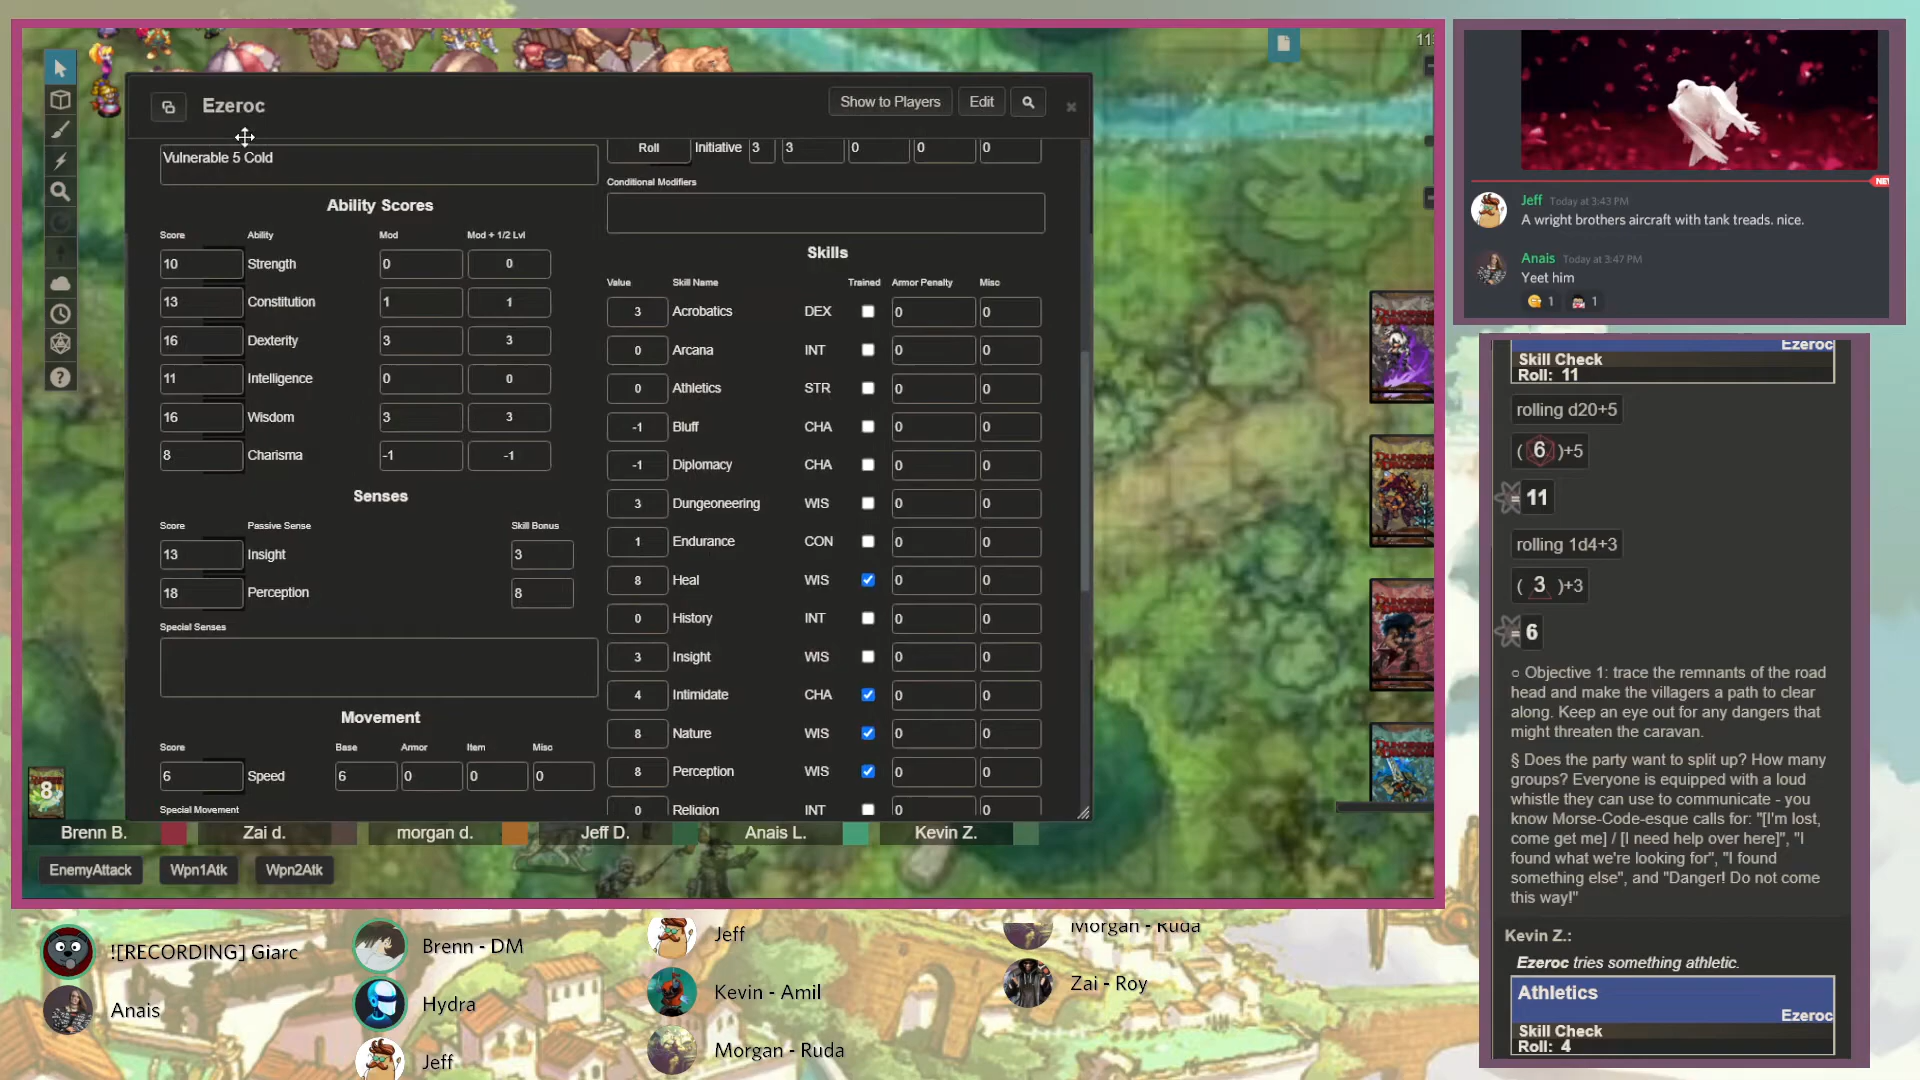 Ezeroc
Show to Players
Edit
Vulnerable 5 Cold
Ability Scores
Score Ability Mod Mod + 1/2 Lvl
10 Strength 0 0
13 Constitution 1 1
16 Dexterity 3 3
11 Intelligence 0 0
16 Wisdom 3 3
8 Charisma -1 -1
Senses
Score Passive Sense Skill Bonus
13 Insight 3
18 Perception 8
Special Senses
Movement
Score Base Armor Item Misc
6 Speed 6 0 0 0
Special Movement
Roll Initiative 3 3 0 0 0
Conditional Modifiers
Skills
Value Skill Name Trained Armor Penalty Misc
3 Acrobatics DEX 0 0
0 Arcana INT 0 0
0 Athletics STR 0 0
-1 Bluff CHA 0 0
-1 Diplomacy CHA 0 0
3 Dungeoneering WIS 0 0
1 Endurance CON 0 0
8 Heal WIS 0 0
0 History INT 0 0
3 Insight WIS 0 0
4 Intimidate CHA 0 0
8 Nature WIS 0 0
8 Perception WIS 0 0
0 Religion INT 0 0
8
Brenn B.
Zai d.
morgan d.
Jeff D.
Anais L.
Kevin Z.
EnemyAttack
Wpn1Atk
Wpn2Atk
![RECORDING] Giarc
Anais
Brenn - DM
Hydra
Jeff
Jeff
Kevin - Amil
Morgan - Ruda
Morgan - Ruda
Zai - Roy
Jeff Today at 3:43 PM
A wright brothers aircraft with tank treads. nice.
Anais Today at 3:47 PM
Yeet him
1 1
Ezeroc
Skill Check
Roll: 11
rolling d20+5
(6)+5
= 11
rolling 1d4+3
(3)+3
= 6
○ Objective 1: trace the remnants of the road
head and make the villagers a path to clear
along. Keep an eye out for any dangers that
might threaten the caravan.
§ Does the party want to split up? How many
groups? Everyone is equipped with a loud
whistle they can use to communicate - you
know Morse-Code-esque calls for: "[I'm lost,
come get me] / [I need help over here]", "I
found what we're looking for", "I found
something else", and "Danger! Do not come
this way!"
Kevin Z.:
Ezeroc tries something athletic.
Athletics
Ezeroc
Skill Check
Roll: 4